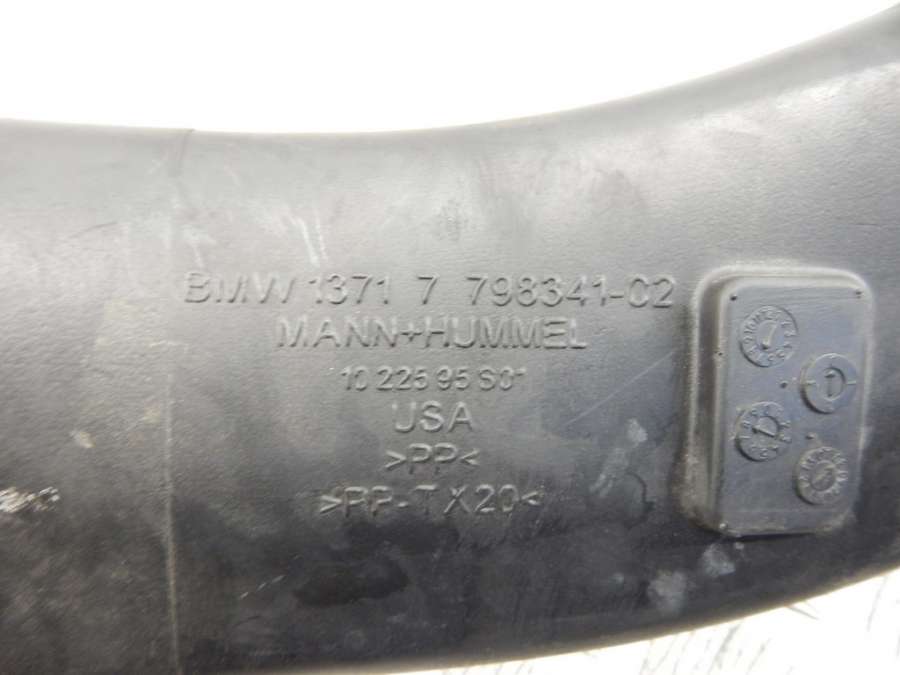 BMW 1371 7 798341-02
MANN+HUMMEL
10 225 95 S01
USA
>PP<
>PP-TX20<